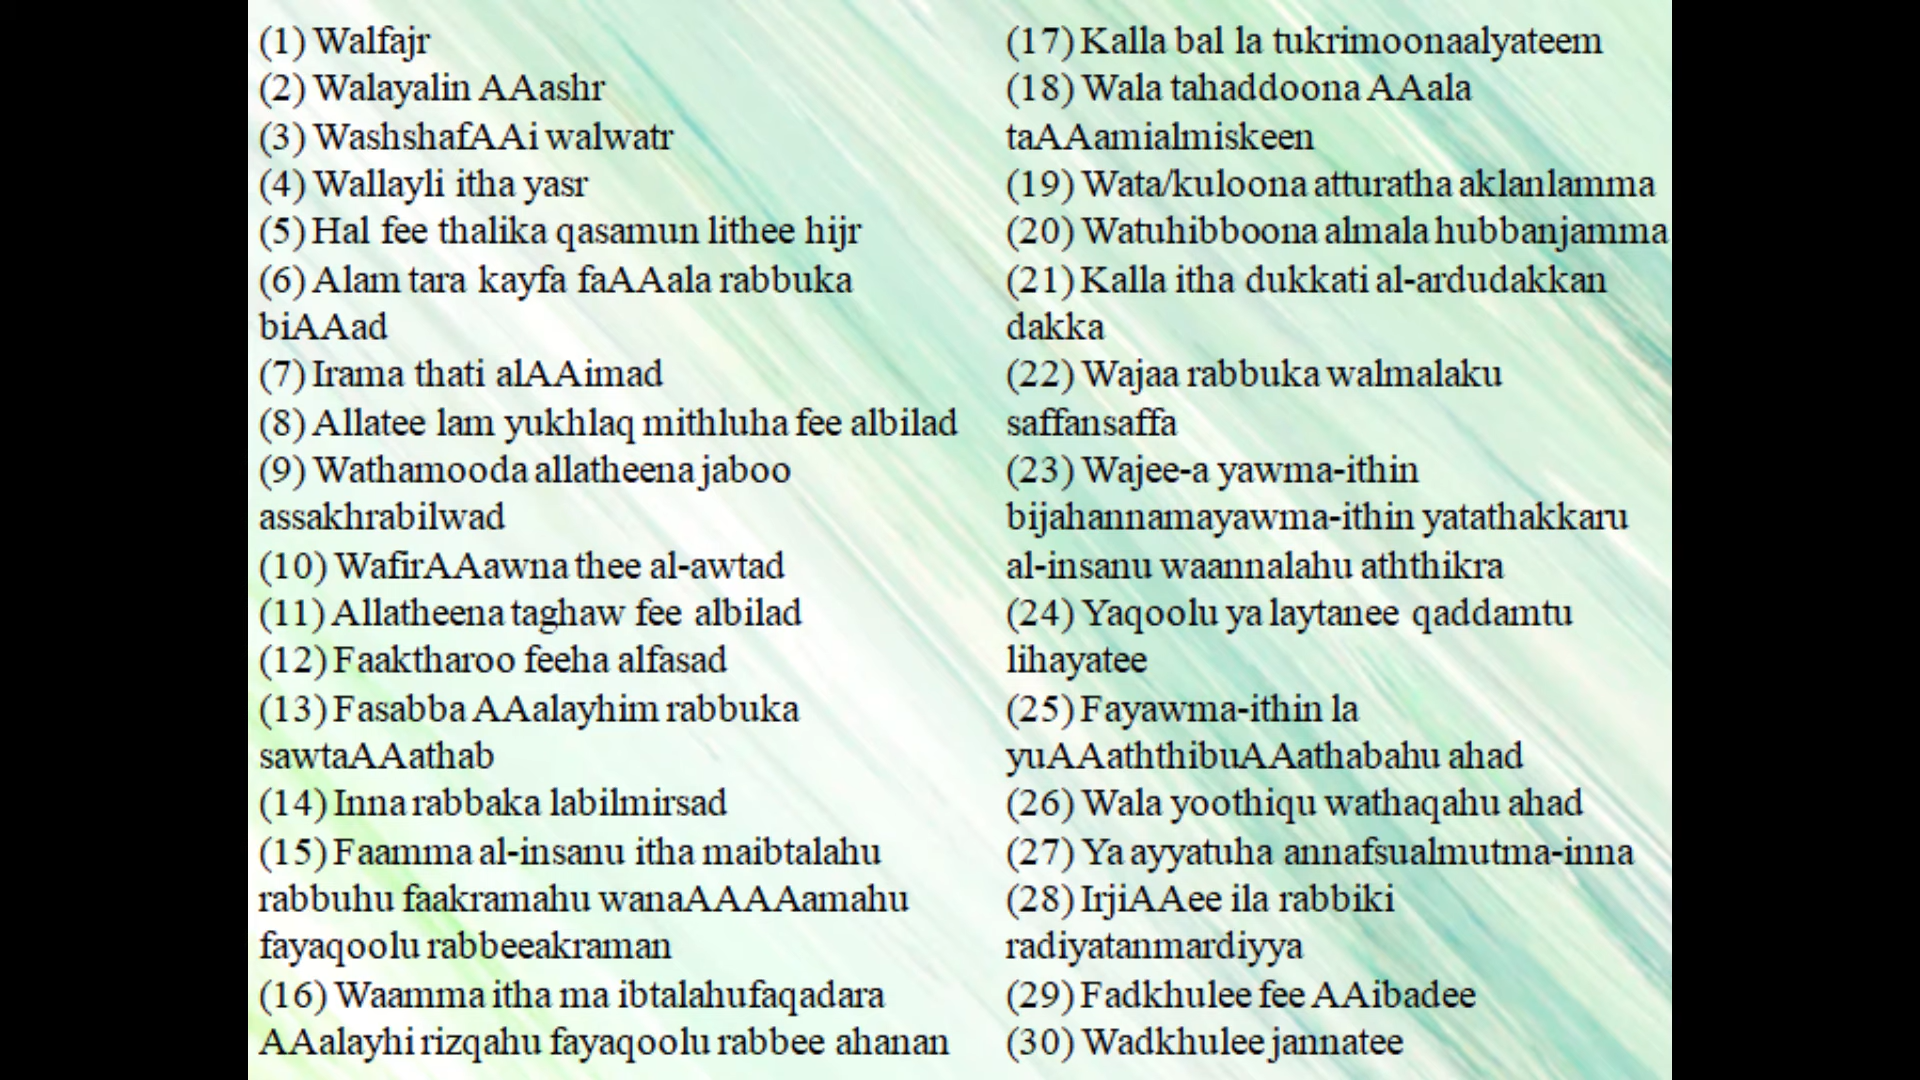 (1) Walfajr
(2) Walayalin AAashr
(3) WashshafAAi walwatr
(4) Wallayli itha yasr
(5) Hal fee thalika qasamun lithee hijr
(6) Alam tara kayfa faAAala rabbuka
biAAad
(7) Irama thati alAAimad
(8) Allatee lam yukhlaq mithluha fee albilad
(9) Wathamooda allatheena jaboo
assakhrabilwad
(10) WafirAAawna thee al-awtad
(11) Allatheena taghaw fee albilad
(12) Faaktharoo feeha alfasad
(13) Fasabba AAalayhim rabbuka
sawtaAAathab
(14) Inna rabbaka labilmirsad
(15) Faamma al-insanu itha maibtalahu
rabbuhu faakramahu wanaAAAAamahu
fayaqoolu rabbeeakraman
(16) Waamma itha ma ibtalahufaqadara
AAalayhi rizqahu fayaqoolu rabbee ahanan
(17) Kalla bal la tukrimoonaalyateem
(18) Wala tahaddoona AAala
taAAamialmiskeen
(19) Wata/kuloona atturatha aklanlamma
(20) Watuhibboona almala hubbanjamma
(21) Kalla itha dukkati al-ardudakkan
dakka
(22) Wajaa rabbuka walmalaku
saffansaffa
(23) Wajee-a yawma-ithin
bijahannamayawma-ithin yatathakkaru
al-insanu waannalahu aththikra
(24) Yaqoolu ya laytanee qaddamtu
lihayatee
(25) Fayawma-ithin la
yuAAaththibuAAathabahu ahad
(26) Wala yoothiqu wathaqahu ahad
(27) Ya ayyatuha annafsualmutma-inna
(28) IrjiAAee ila rabbiki
radiyatanmardiyya
(29) Fadkhulee fee AAibadee
(30) Wadkhulee jannatee